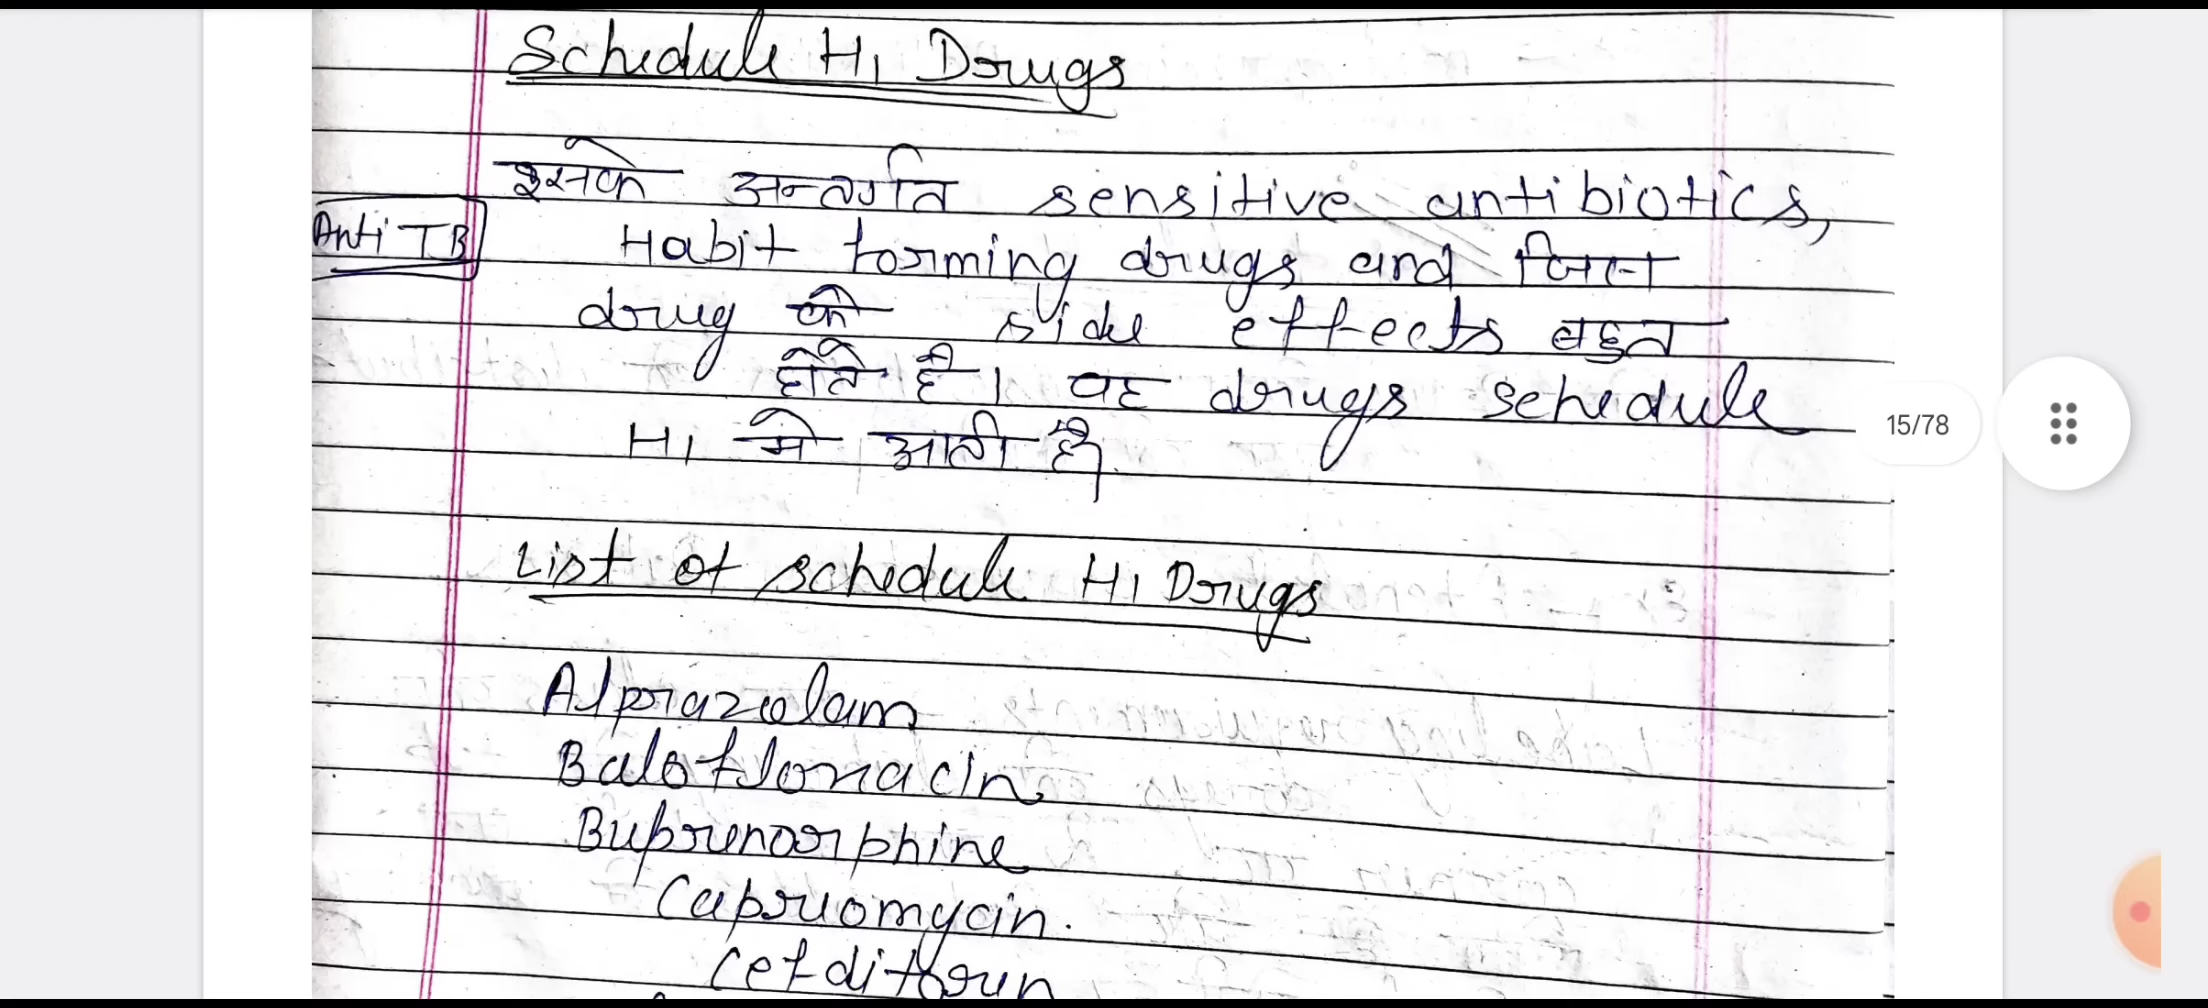 Schedule H1 Drugs
इसके अन्तर्गत sensitive antibiotics,
Anti TB
Habit forming drugs and जिस
drug के side effects बहुत
होते है। वह drugs schedule
H1 मे आती है।
15/78
List of schedule H1 Drugs
Alprazolam
Balofloxacin
Buprenorphine
Capreomycin.
Cefditoren